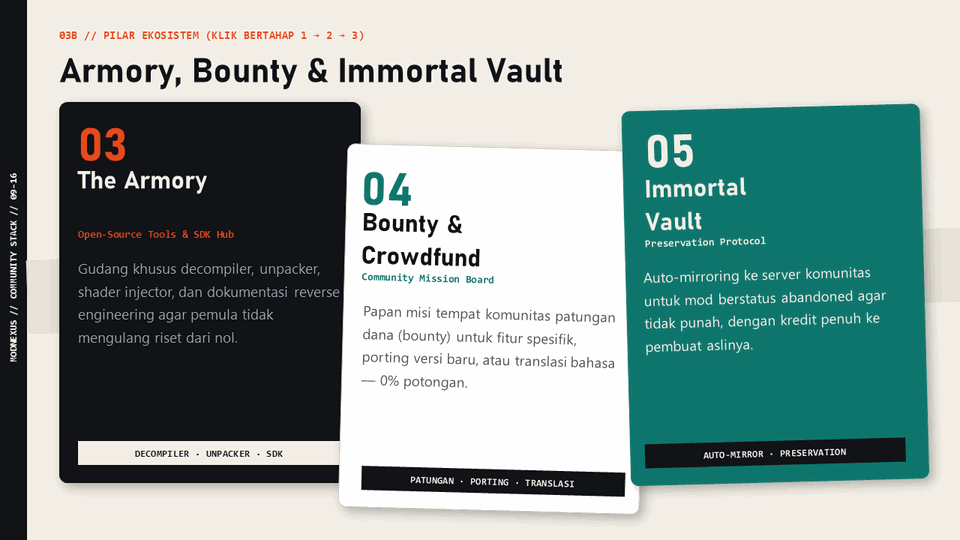 03B // PILAR EKOSISTEM (KLIK BERTAHAP 1 → 2 → 3)
Armory, Bounty & Immortal Vault
MODNEXUS // COMMUNITY STACK // 09-16
03
The Armory
Open-Source Tools & SDK Hub
Gudang khusus decompiler, unpacker,
shader injector, dan dokumentasi reverse
engineering agar pemula tidak
mengulang riset dari nol.
DECOMPILER · UNPACKER · SDK
04
Bounty &
Crowdfund
Community Mission Board
Papan misi tempat komunitas patungan
dana (bounty) untuk fitur spesifik,
porting versi baru, atau translasi bahasa
— 0% potongan.
PATUNGAN · PORTING · TRANSLASI
05
Immortal
Vault
Preservation Protocol
Auto-mirroring ke server komunitas
untuk mod berstatus abandoned agar
tidak punah, dengan kredit penuh ke
pembuat aslinya.
AUTO-MIRROR · PRESERVATION